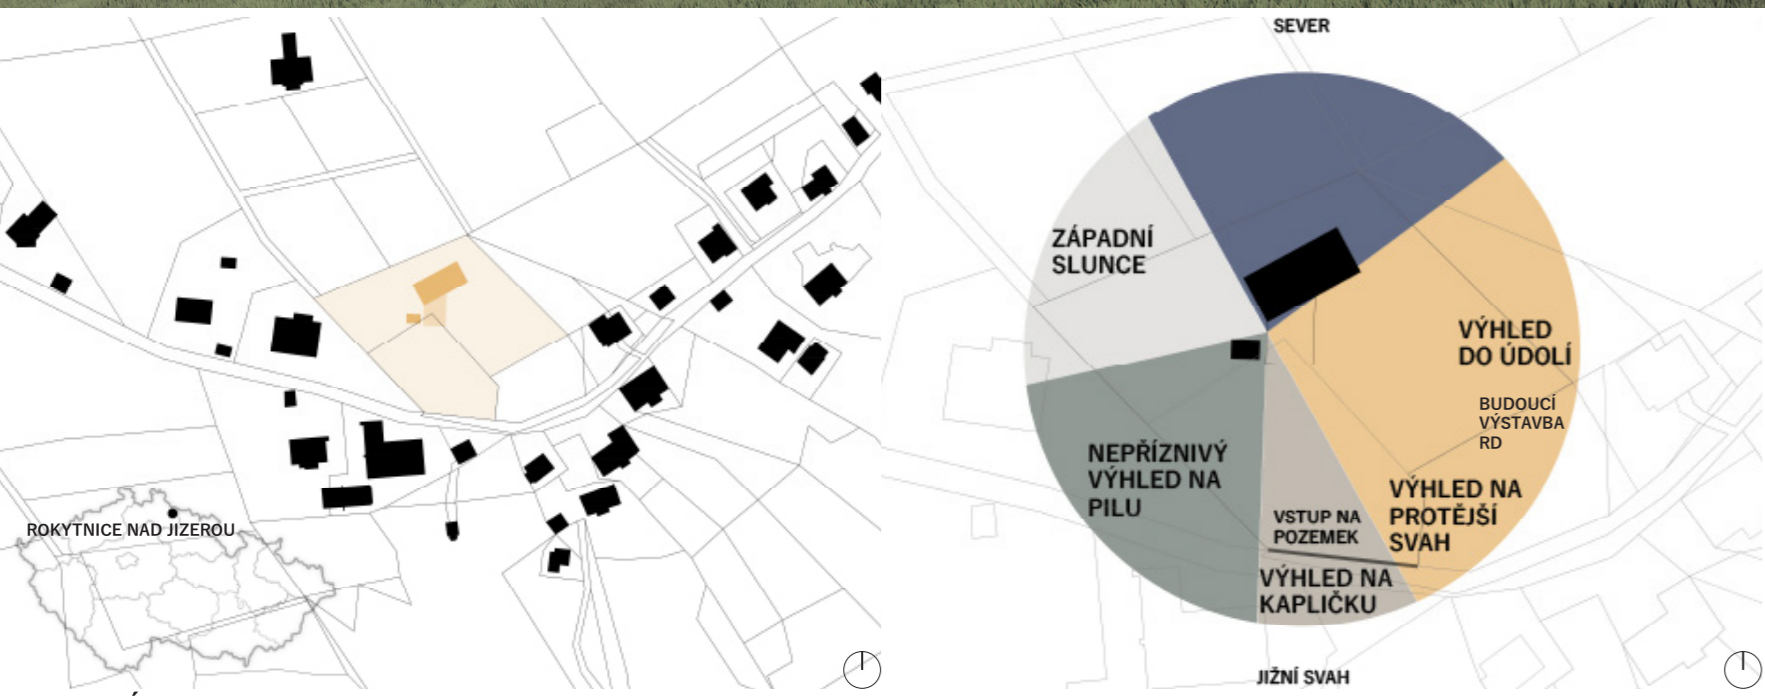 ROKYTNICE NAD JIZEROU
SEVER
ZÁPADNÍ
SLUNCE
VÝHLED
DO ÚDOLÍ
BUDOUCÍ
VÝSTAVBA
RD
NEPŘÍZNIVÝ
VÝHLED NA
PILU
VÝHLED NA
PROTĚJŠÍ
SVAH
VSTUP NA
POZEMEK
VÝHLED NA
KAPLIČKU
JIŽNÍ SVAH